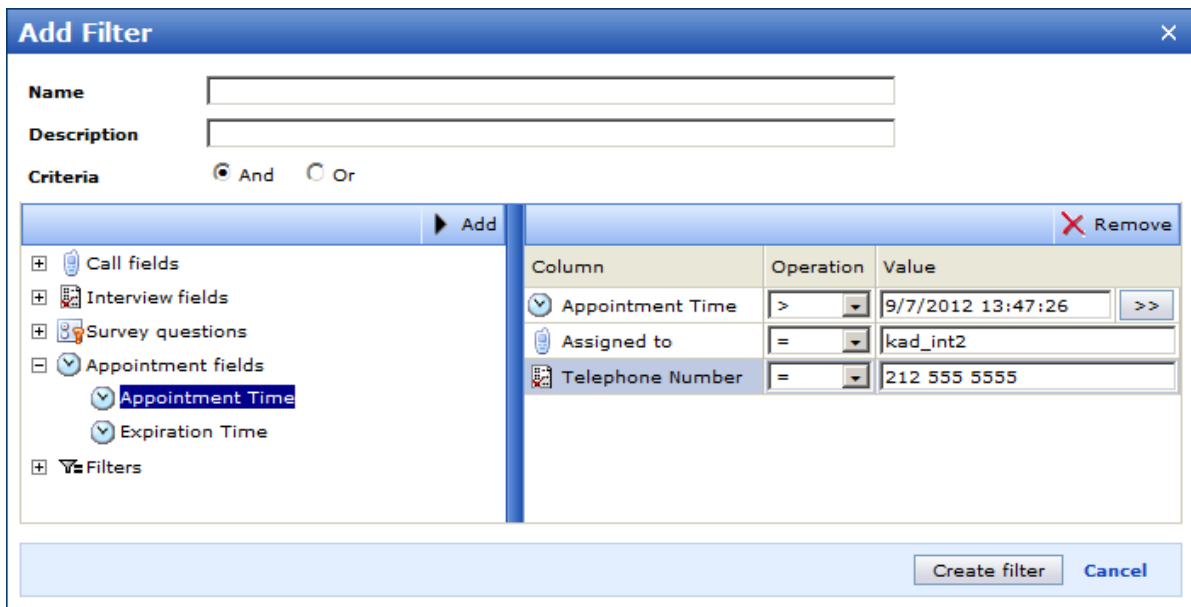 Add Filter
Name
Description
Criteria And Or
Add Remove
Call fields
Interview fields
Survey questions
Appointment fields
Appointment Time
Expiration Time
Filters
Column Operation Value
Appointment Time > 9/7/2012 13:47:26 >>
Assigned to = kad_int2
Telephone Number = 212 555 5555
Create filter Cancel